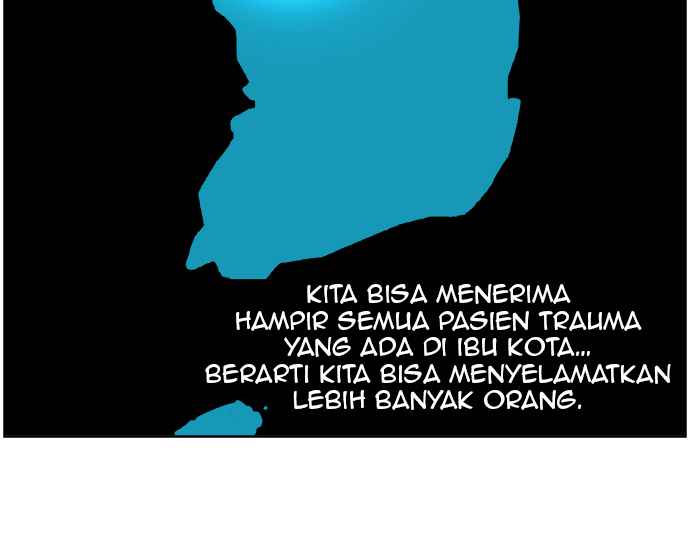 KITA BISA MENERIMA
HAMPIR SEMUA PASIEN TRAUMA
YANG ADA DI IBU KOTA...
BERARTI KITA BISA MENYELAMATKAN
LEBIH BANYAK ORANG.